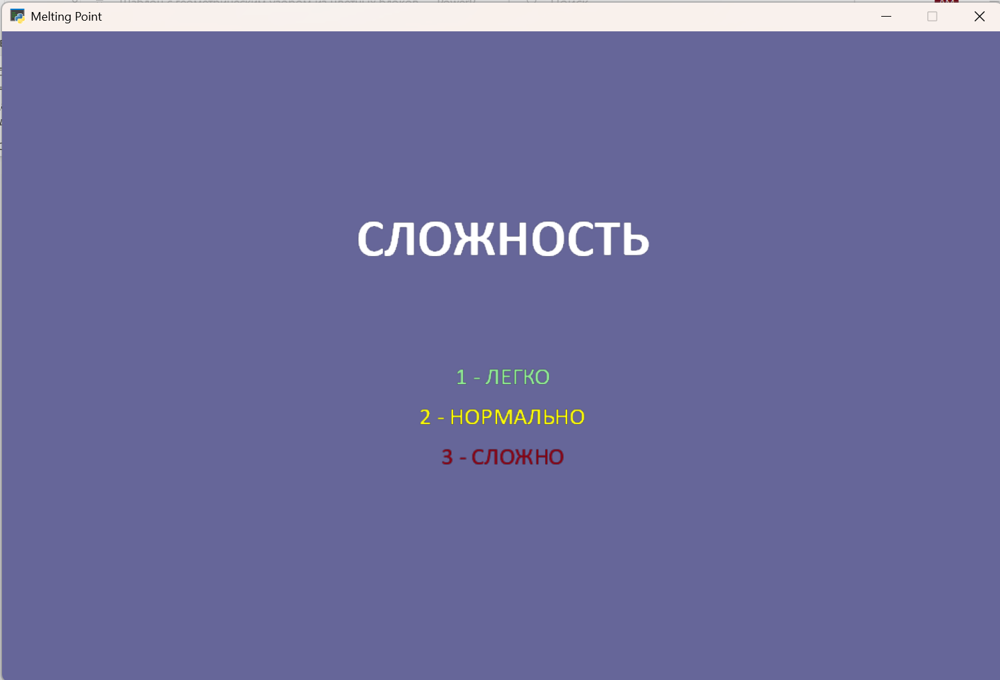 Melting Point
СЛОЖНОСТЬ
1 - ЛЕГКО
2 - НОРМАЛЬНО
3 - СЛОЖНО